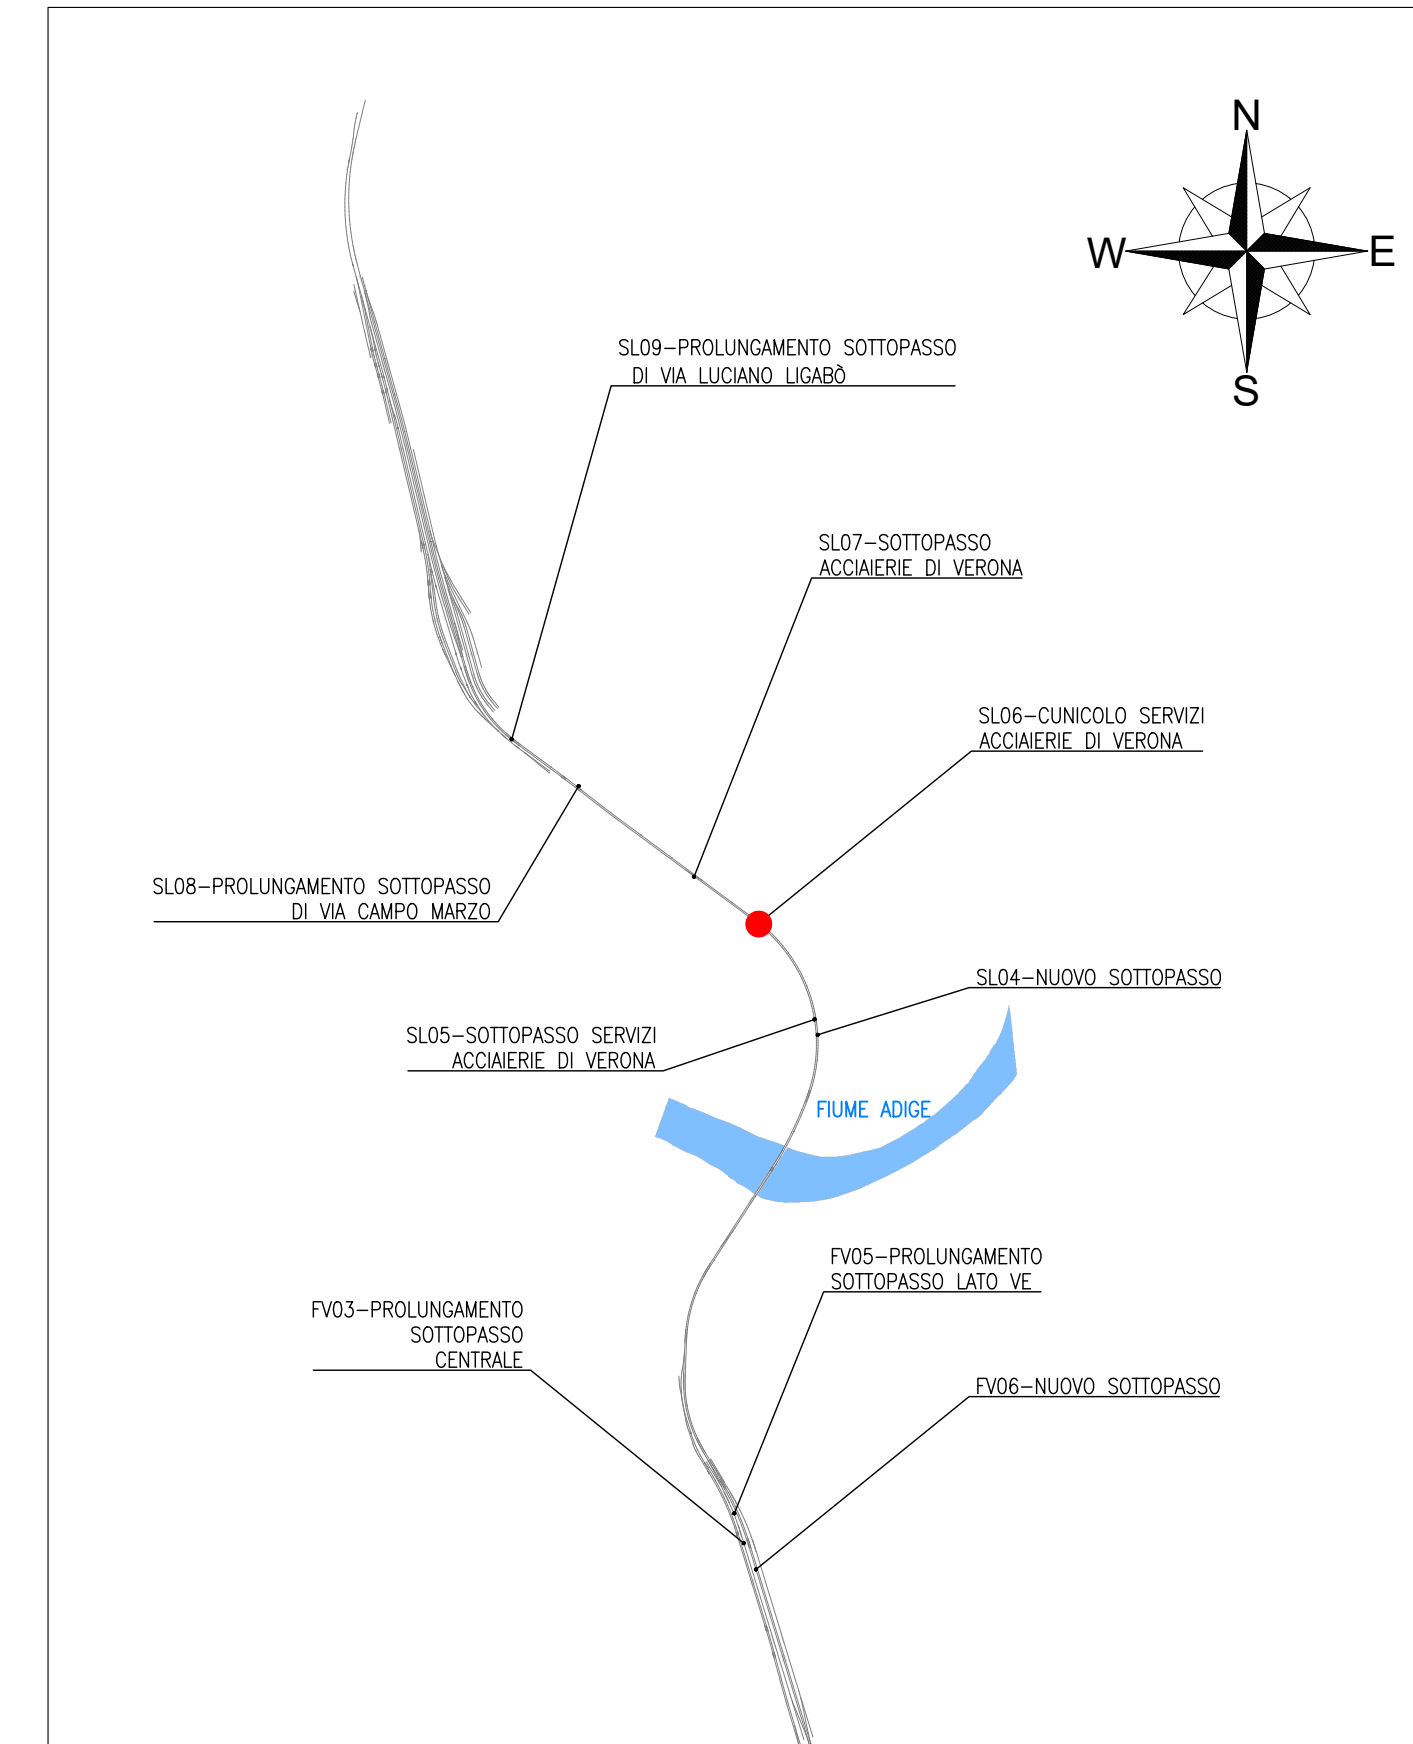 N
W
E
S
SL09-PROLUNGAMENTO SOTTOPASSO
DI VIA LUCIANO LIGABÒ
SL07-SOTTOPASSO
ACCIAIERIE DI VERONA
SL06-CUNICOLO SERVIZI
ACCIAIERIE DI VERONA
SL08-PROLUNGAMENTO SOTTOPASSO
DI VIA CAMPO MARZO
SL04-NUOVO SOTTOPASSO
SL05-SOTTOPASSO SERVIZI
ACCIAIERIE DI VERONA
FIUME ADIGE
FV05-PROLUNGAMENTO
SOTTOPASSO LATO VE
FV03-PROLUNGAMENTO
SOTTOPASSO
CENTRALE
FV06-NUOVO SOTTOPASSO